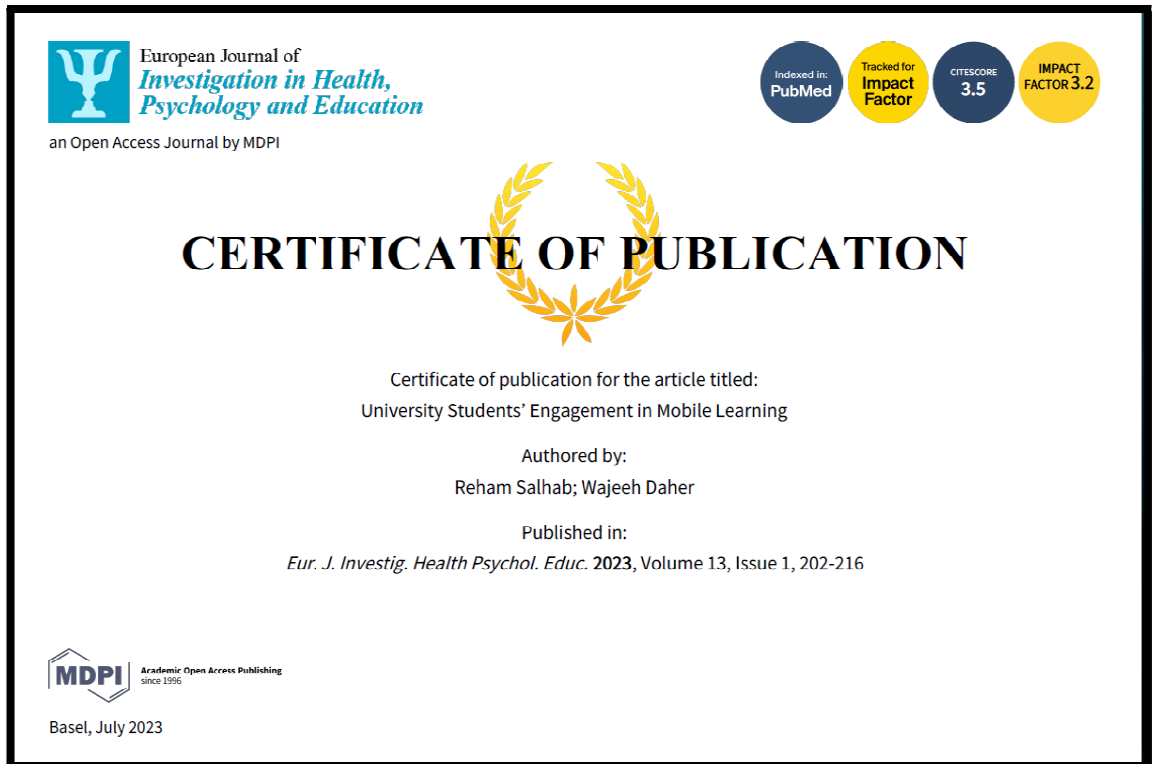 European Journal of
Investigation in Health,
Psychology and Education
an Open Access Journal by MDPI
Indexed in:
PubMed
Tracked for
Impact
Factor
CITESCORE
3.5
IMPACT
FACTOR 3.2
CERTIFICATE OF PUBLICATION
Certificate of publication for the article titled:
University Students’ Engagement in Mobile Learning
Authored by:
Reham Salhab; Wajeeh Daher
Published in:
Eur. J. Investig. Health Psychol. Educ. 2023, Volume 13, Issue 1, 202-216
MDPI
Academic Open Access Publishing
since 1996
Basel, July 2023